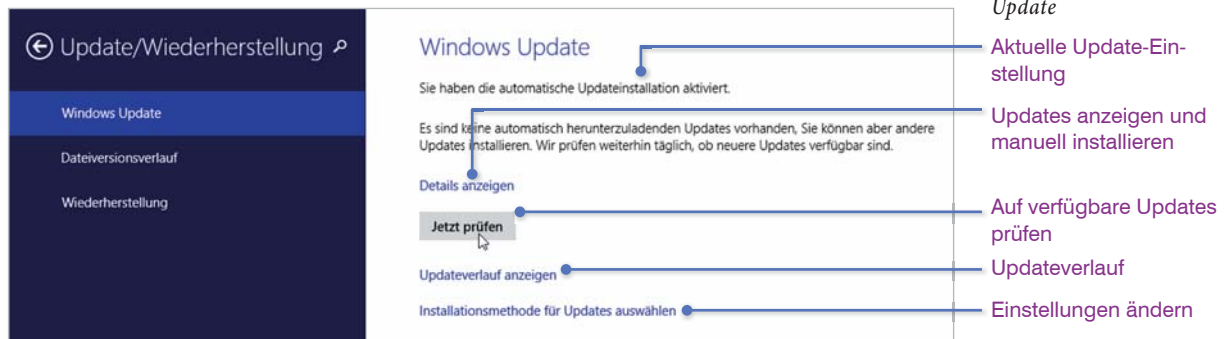 Update
Update/Wiederherstellung
Windows Update
Dateiversionsverlauf
Wiederherstellung
Windows Update
Sie haben die automatische Updateinstallation aktiviert.
Es sind keine automatisch herunterzuladenden Updates vorhanden, Sie können aber andere
Updates installieren. Wir prüfen weiterhin täglich, ob neuere Updates verfügbar sind.
Details anzeigen
Jetzt prüfen
Updateverlauf anzeigen
Installationsmethode für Updates auswählen
Aktuelle Update-Ein-
stellung
Updates anzeigen und
manuell installieren
Auf verfügbare Updates
prüfen
Updateverlauf
Einstellungen ändern